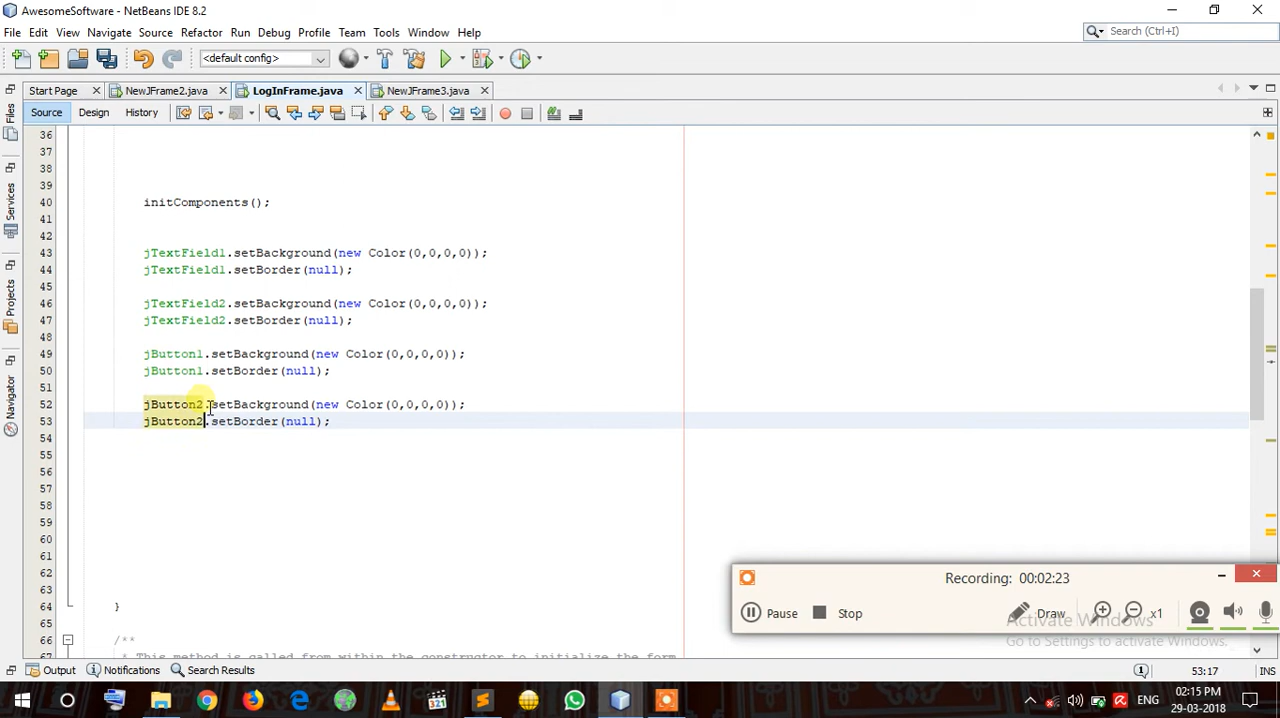 AwesomeSoftware - NetBeans IDE 8.2
File Edit View Navigate Source Refactor Run Debug Profile Team Tools Window Help
Search (Ctrl+I)
<default config>
Start Page NewJFrame2.java LogInFrame.java NewJFrame3.java
Source Design History
Files
Services
Projects
Navigator
36
37
38
39
40 initComponents();
41
42
43 jTextField1.setBackground(new Color(0,0,0,0));
44 jTextField1.setBorder(null);
45
46 jTextField2.setBackground(new Color(0,0,0,0));
47 jTextField2.setBorder(null);
48
49 jButton1.setBackground(new Color(0,0,0,0));
50 jButton1.setBorder(null);
51
52 jButton2.setBackground(new Color(0,0,0,0));
53 jButton2.setBorder(null);
54
55
56
57
58
59
60
61
62
63
64 }
65
66 /**
67 * This method is called from within the constructor to initialize the form
Recording: 00:02:23
Pause Stop Draw x1
Activate Windows
Go to Settings to activate Windows.
Output Notifications Search Results
1 53:17 INS
321
ENG
02:15 PM
29-03-2018